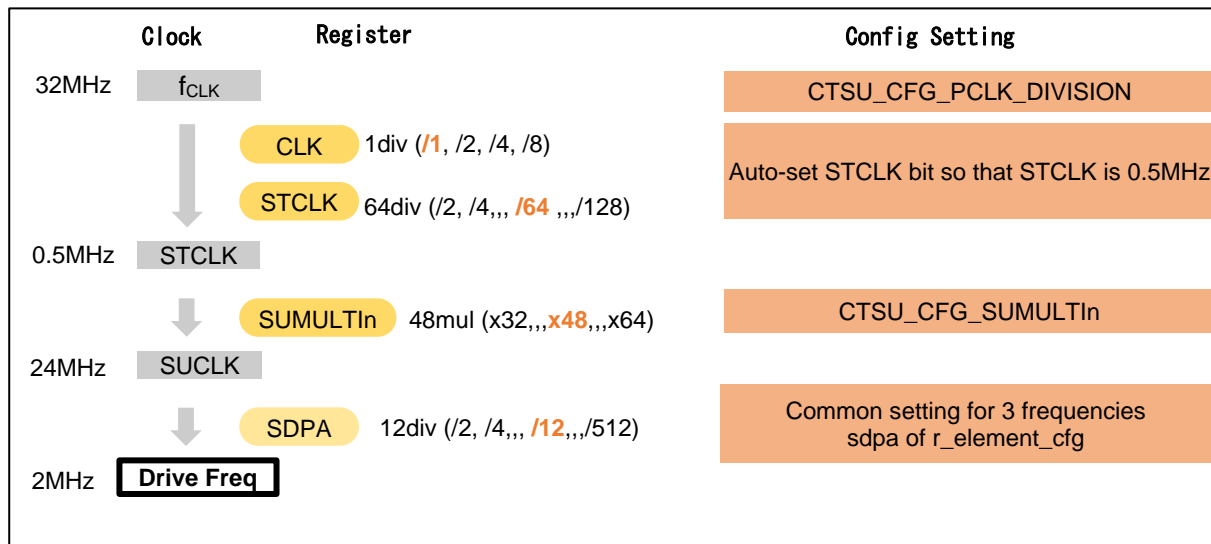 Clock Register Config Setting
32MHz fCLK CTSU_CFG_PCLK_DIVISION
CLK 1div (/1, /2, /4, /8)
Auto-set STCLK bit so that STCLK is 0.5MHz
STCLK 64div (/2, /4,,, /64 ,,,/128)
0.5MHz STCLK
SUMULTIn 48mul (x32,,,x48,,,x64) CTSU_CFG_SUMULTIn
24MHz SUCLK
Common setting for 3 frequencies
SDPA 12div (/2, /4,,, /12,,,/512)
sdpa of r_element_cfg
2MHz Drive Freq